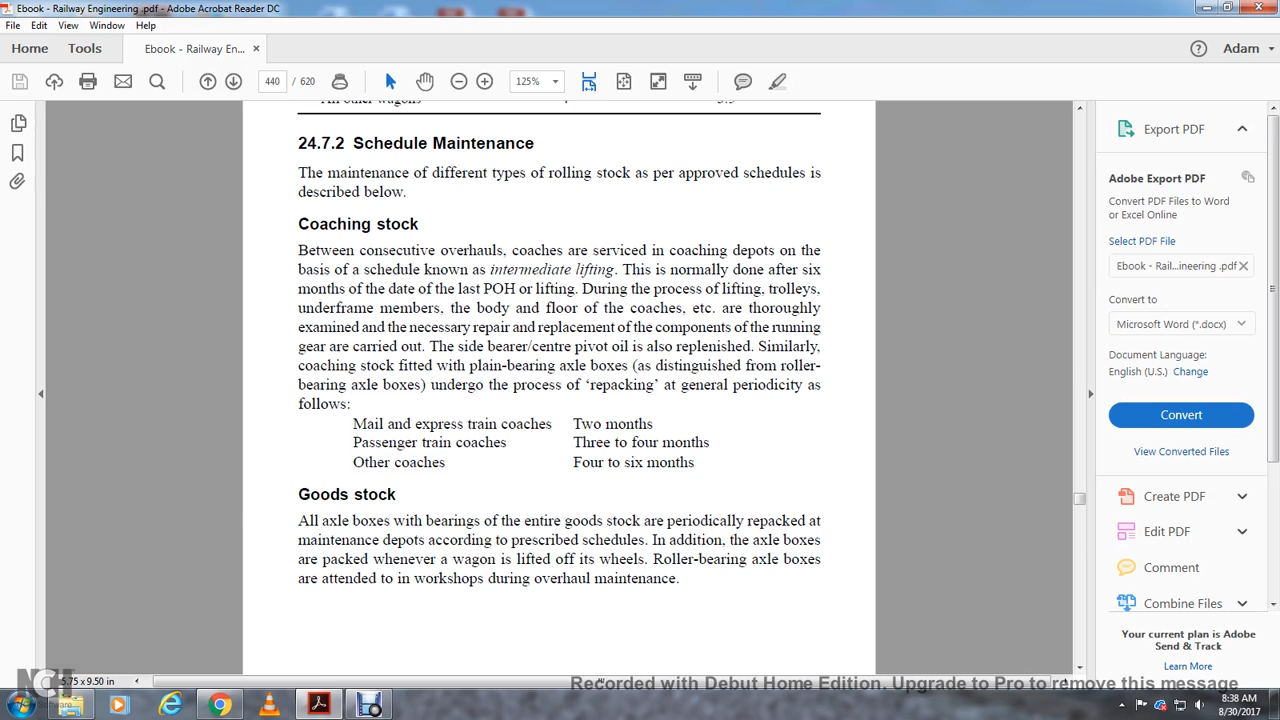 Ebook - Railway Engineering .pdf - Adobe Acrobat Reader DC
File Edit View Window Help
Home Tools Ebook - Railway En... × Adam
440 / 620 125%
All other wagons
24.7.2 Schedule Maintenance
The maintenance of different types of rolling stock as per approved schedules is
described below.
Coaching stock
Between consecutive overhauls, coaches are serviced in coaching depots on the
basis of a schedule known as intermediate lifting. This is normally done after six
months of the date of the last POH or lifting. During the process of lifting, trolleys,
underframe members, the body and floor of the coaches, etc. are thoroughly
examined and the necessary repair and replacement of the components of the running
gear are carried out. The side bearer/centre pivot oil is also replenished. Similarly,
coaching stock fitted with plain-bearing axle boxes (as distinguished from roller-
bearing axle boxes) undergo the process of ‘repacking’ at general periodicity as
follows:
Mail and express train coaches Two months
Passenger train coaches Three to four months
Other coaches Four to six months
Goods stock
All axle boxes with bearings of the entire goods stock are periodically repacked at
maintenance depots according to prescribed schedules. In addition, the axle boxes
are packed whenever a wagon is lifted off its wheels. Roller-bearing axle boxes
are attended to in workshops during overhaul maintenance.
Export PDF
Adobe Export PDF
Convert PDF Files to Word
or Excel Online
Select PDF File
Ebook - Rail...ineering .pdf ×
Convert to
Microsoft Word (*.docx)
Document Language:
English (U.S.) Change
Convert
View Converted Files
Create PDF
Edit PDF
Comment
Combine Files
Your current plan is Adobe
Send & Track
Learn More
5.75 x 9.50 in
Recorded with Debut Home Edition. Upgrade to Pro to remove this message
NCH
Software
8:38 AM
8/30/2017